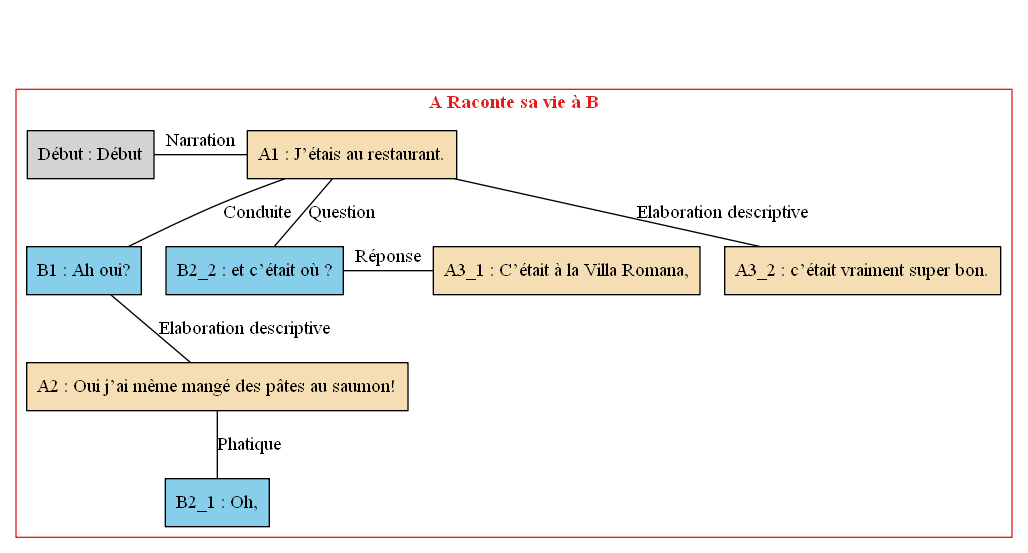 A Raconte sa vie à B
Début : Début
Narration
A1 : J’étais au restaurant.
Conduite
Question
Elaboration descriptive
B1 : Ah oui?
B2_2 : et c’était où ?
Réponse
A3_1 : C’était à la Villa Romana,
A3_2 : c’était vraiment super bon.
Elaboration descriptive
A2 : Oui j’ai même mangé des pâtes au saumon!
Phatique
B2_1 : Oh,